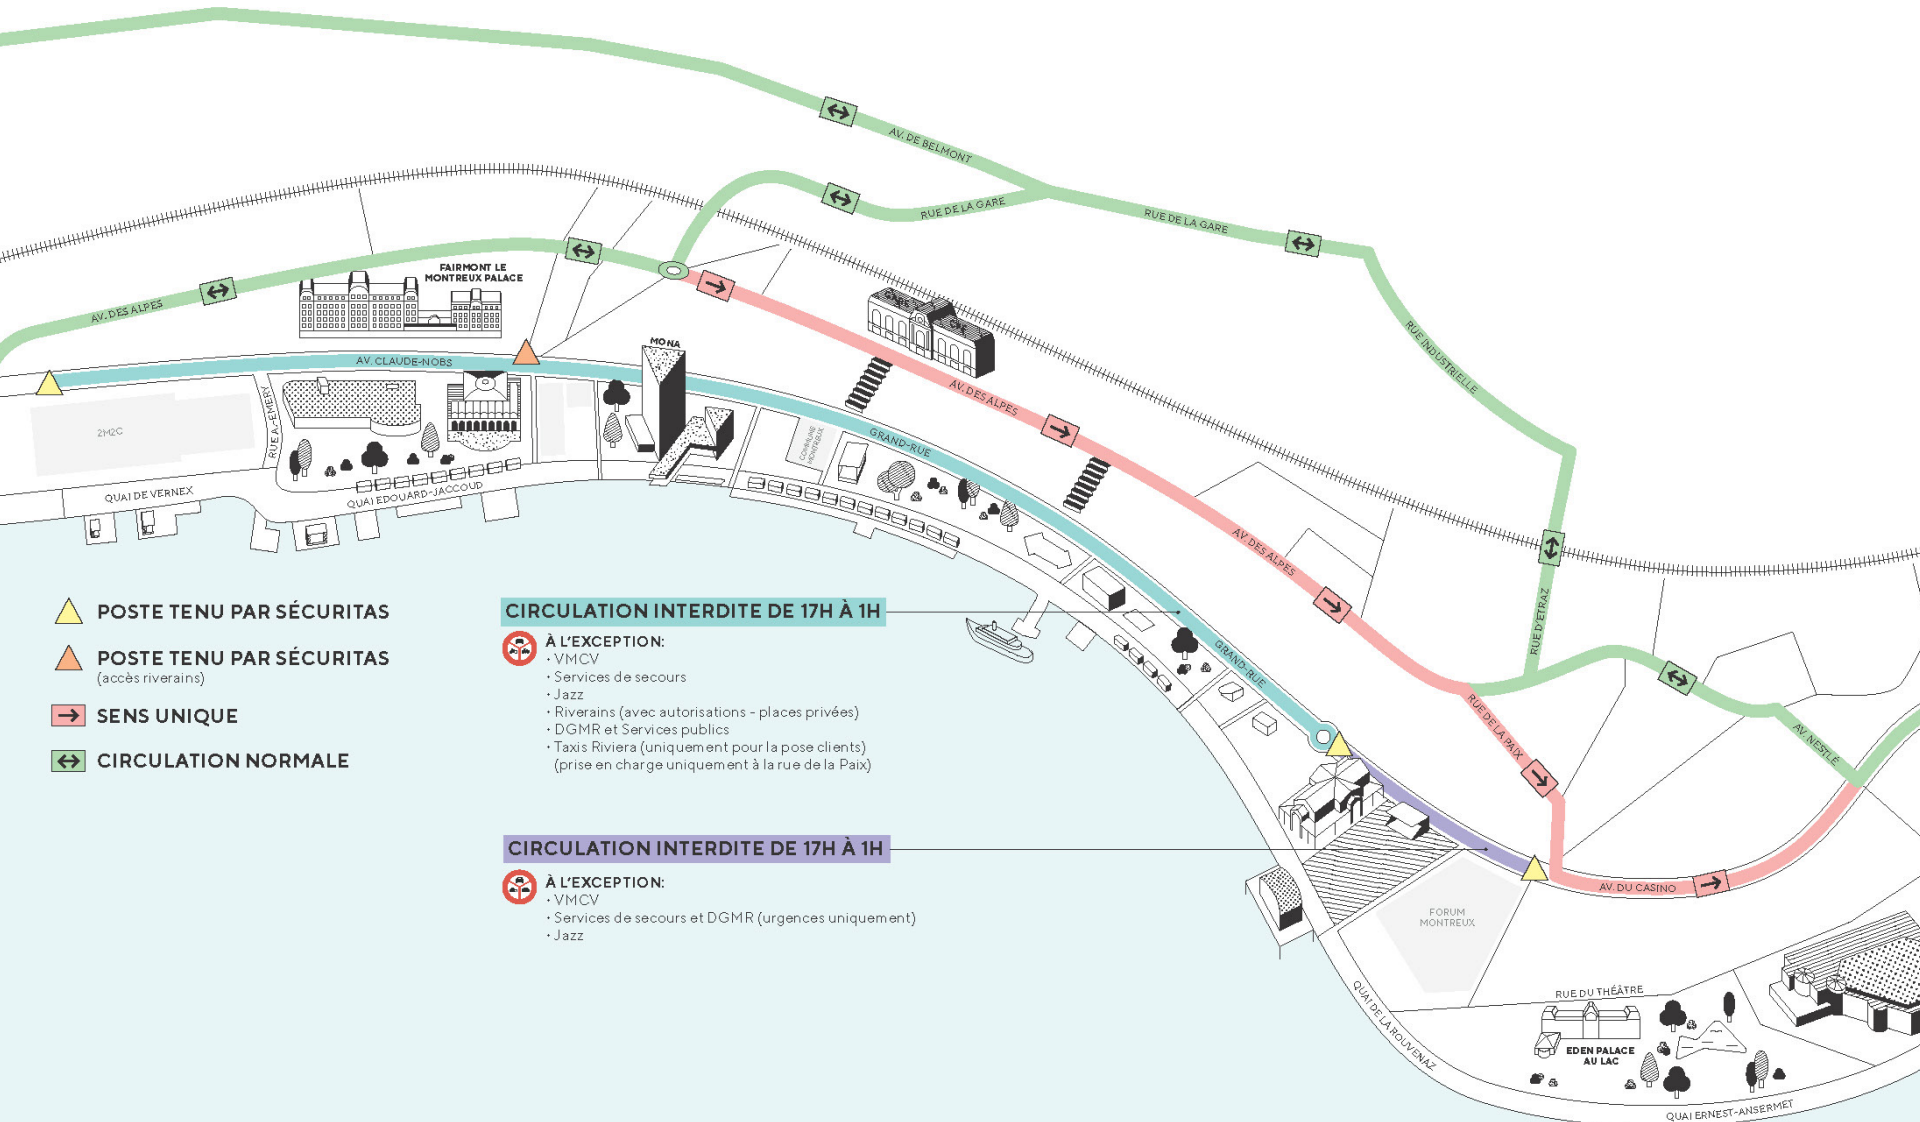 AV. DE BELMONT
RUE DE LA GARE
RUE DE LA GARE
FAIRMONT LE
MONTREUX PALACE
AV. DES ALPES
GARE
CFF
MONA
RUE INDUSTRIELLE
AV. CLAUDE-NOBS
AV. DES ALPES
RUE A.-EMERY
2M2C
COMMUNE
MONTREUX
GRAND-RUE
QUAI DE VERNEX
QUAI EDOUARD-JACCOUD
AV. DES ALPES
RUE D'ETRAZ
POSTE TENU PAR SÉCURITAS
POSTE TENU PAR SÉCURITAS
(accès riverains)
SENS UNIQUE
CIRCULATION NORMALE
CIRCULATION INTERDITE DE 17H À 1H
À L'EXCEPTION:
• VMCV
• Services de secours
• Jazz
• Riverains (avec autorisations - places privées)
• DGMR et Services publics
• Taxis Riviera (uniquement pour la pose clients)
(prise en charge uniquement à la rue de la Paix)
GRAND-RUE
RUE DE LA PAIX
AV. NESTLÉ
CIRCULATION INTERDITE DE 17H À 1H
À L'EXCEPTION:
• VMCV
• Services de secours et DGMR (urgences uniquement)
• Jazz
AV. DU CASINO
FORUM
MONTREUX
QUAI DE LA ROUVENAZ
RUE DU THÉÂTRE
EDEN PALACE
AU LAC
QUAI ERNEST-ANSERMET